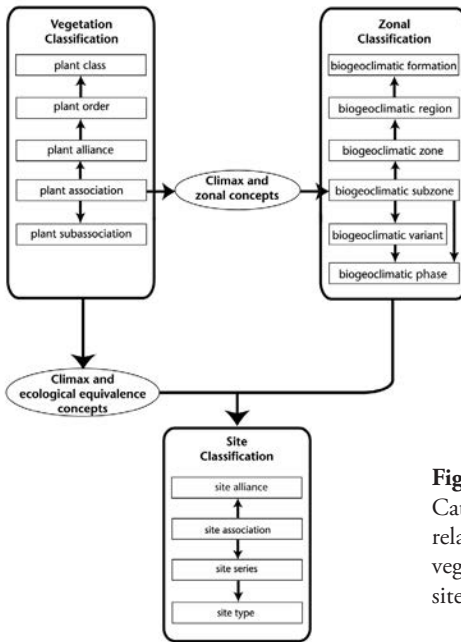 Vegetation
Classification
plant class
plant order
plant alliance
plant association
plant subassociation
Climax and
zonal concepts
Zonal
Classification
biogeoclimatic formation
biogeoclimatic region
biogeoclimatic zone
biogeoclimatic subzone
biogeoclimatic variant
biogeoclimatic phase
Climax and
ecological equivalence
concepts
Site
Classification
site alliance
site association
site series
site type
Fig
Ca
rela
veg
site